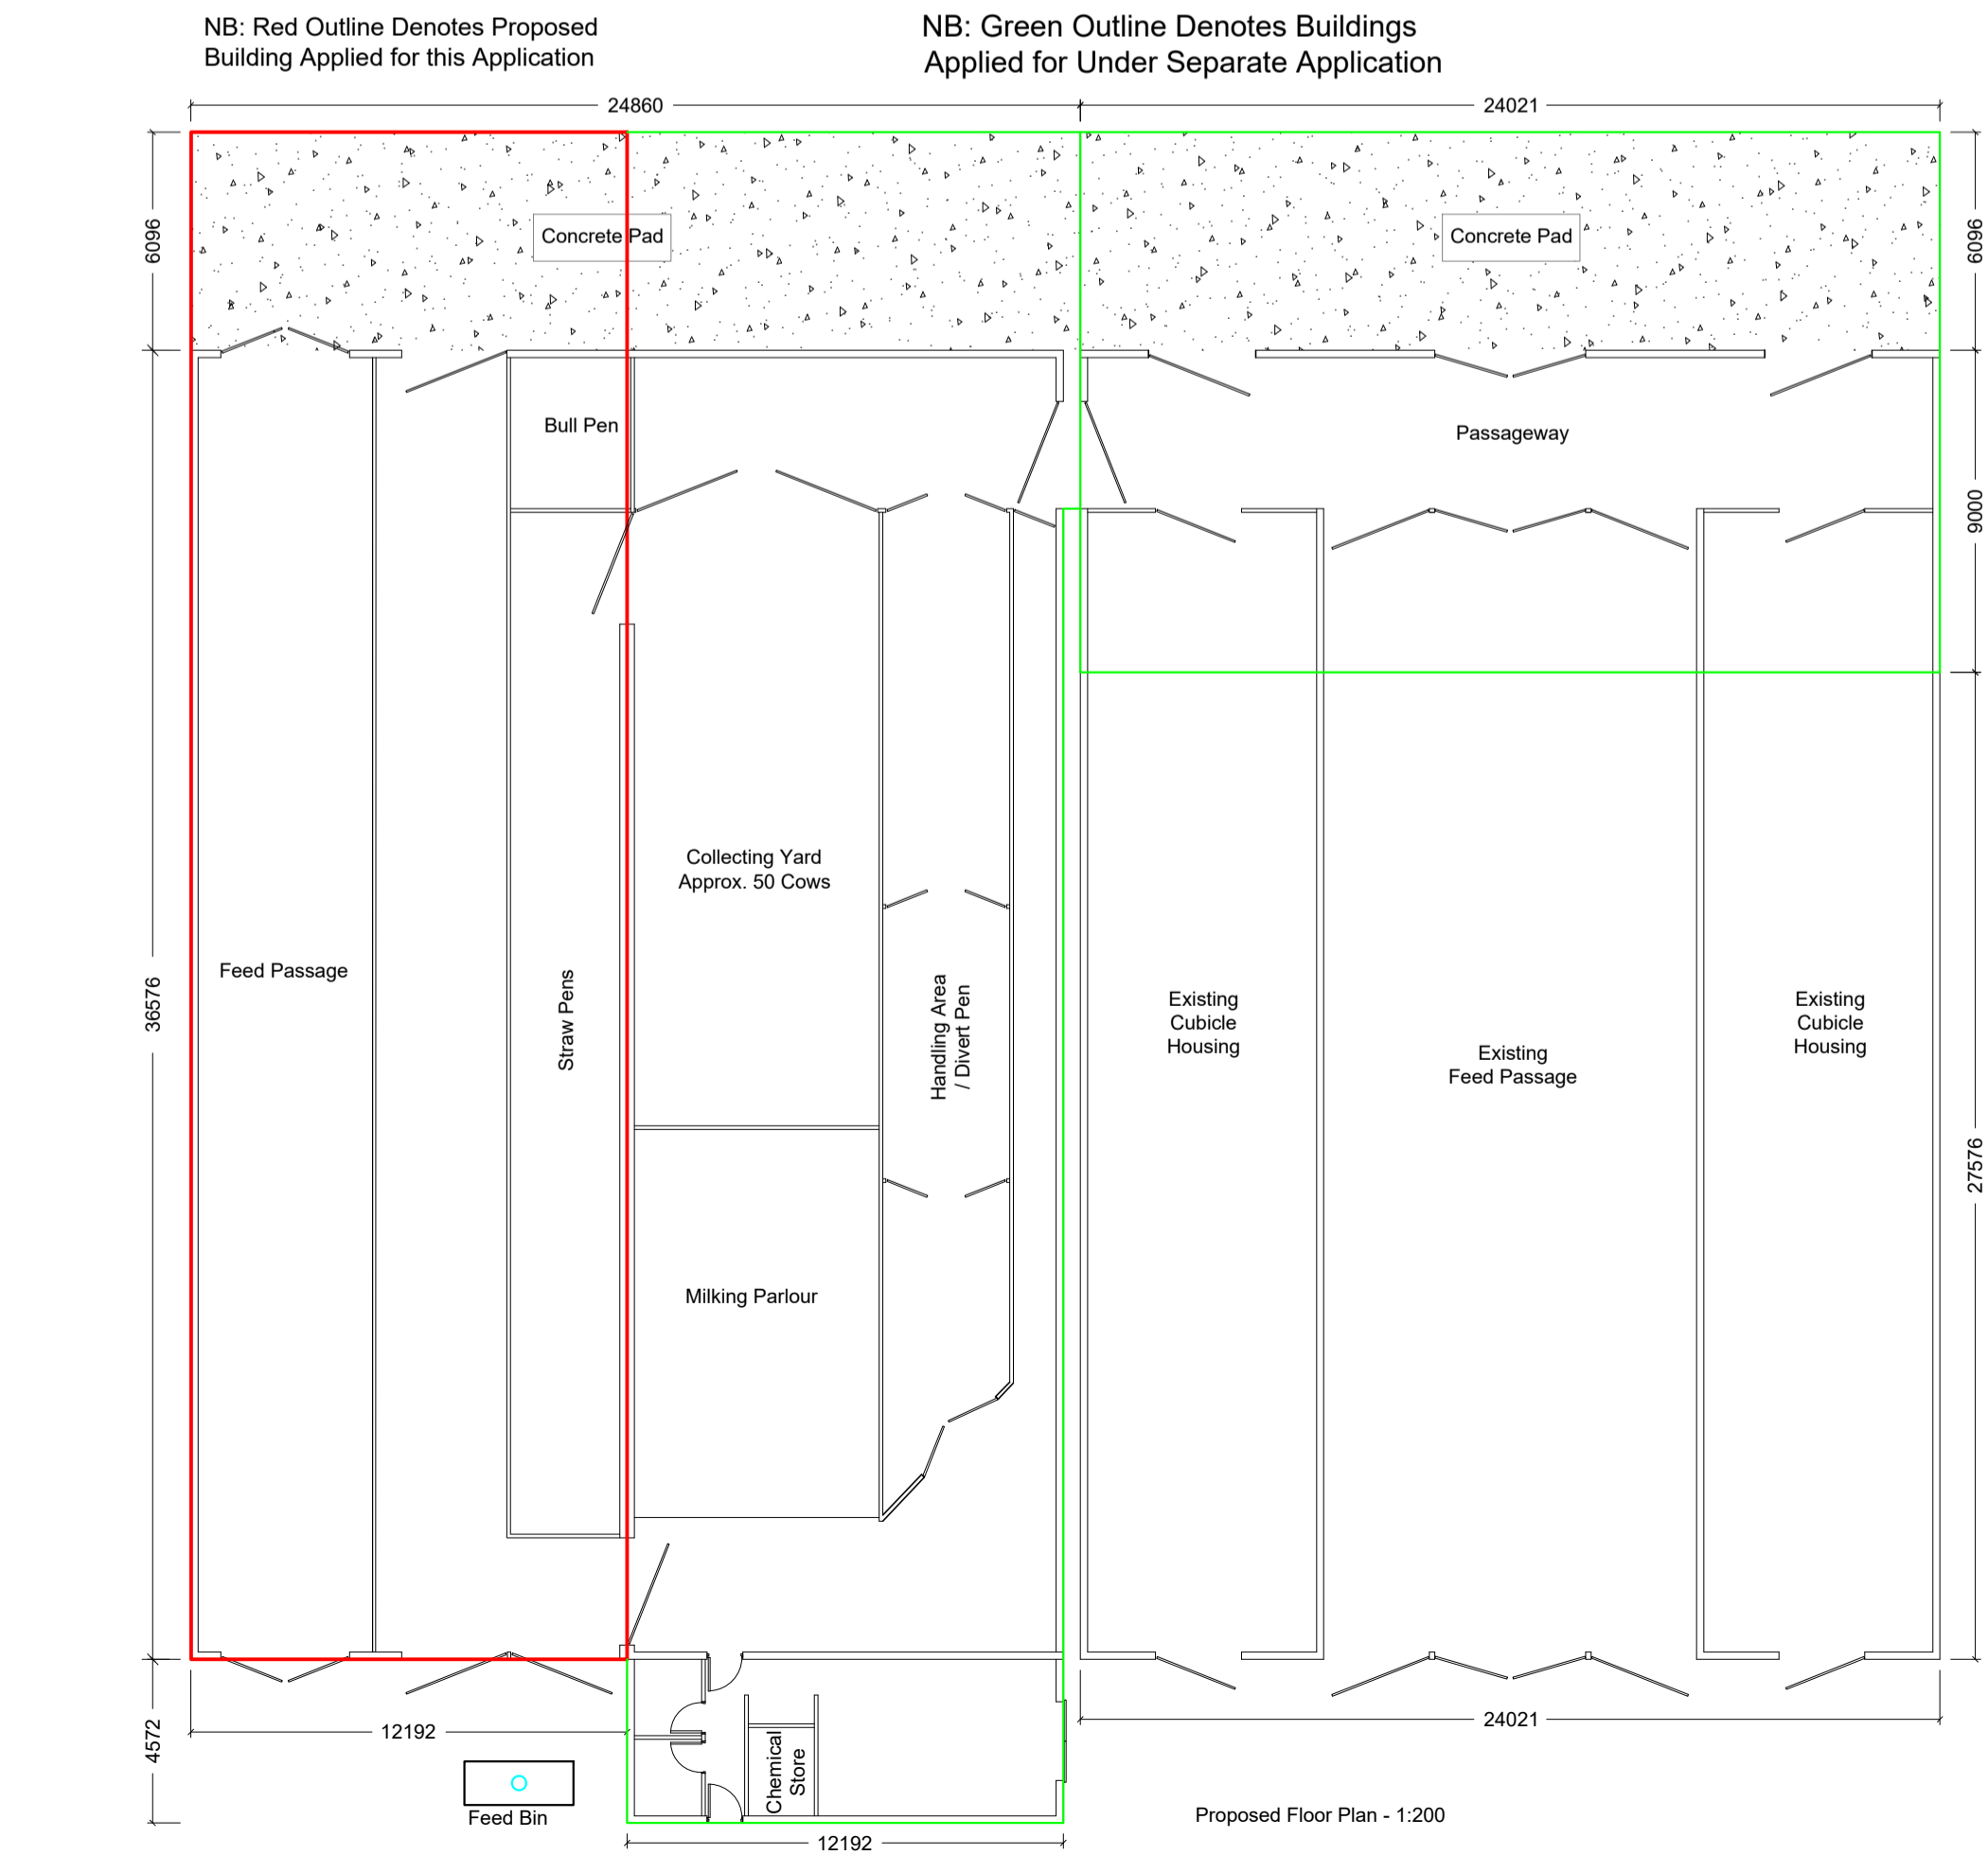 NB: Red Outline Denotes Proposed
Building Applied for this Application
NB: Green Outline Denotes Buildings
Applied for Under Separate Application
24860
24021
6096
6096
Concrete Pad
Concrete Pad
Bull Pen
Passageway
9000
Collecting Yard
Approx. 50 Cows
Feed Passage
36576
Straw Pens
Handling Area
/ Divert Pen
Existing
Cubicle
Housing
Existing
Feed Passage
Existing
Cubicle
Housing
27576
Milking Parlour
4572
12192
24021
Chemical
Store
Feed Bin
Proposed Floor Plan - 1:200
12192